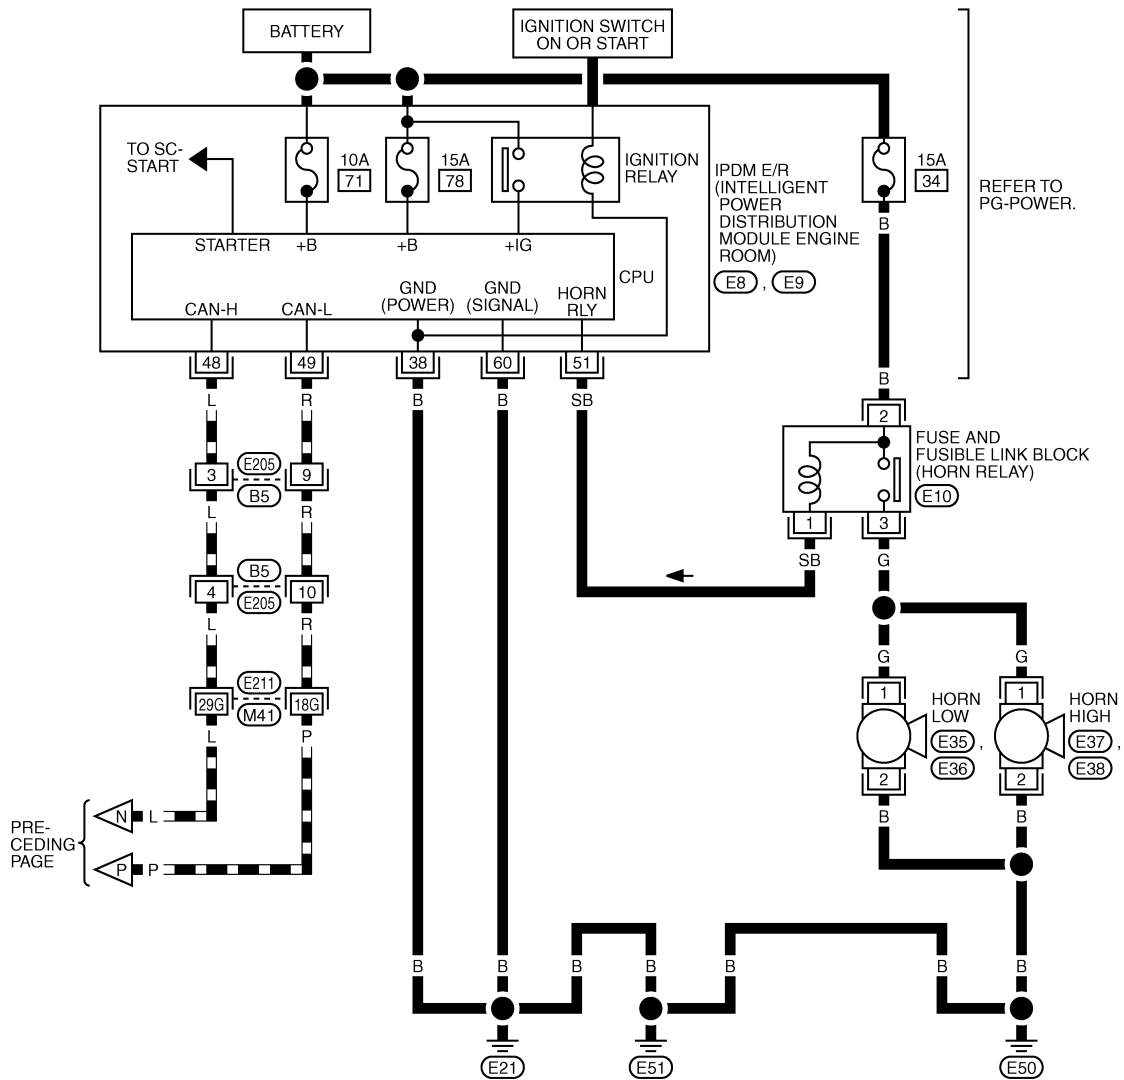 BATTERY
IGNITION SWITCH
ON OR START
TO SC-
START
10A
71
15A
78
IGNITION
RELAY
IPDM E/R
(INTELLIGENT
POWER
DISTRIBUTION
MODULE ENGINE
ROOM)
E8 , E9
15A
34
REFER TO
PG-POWER.
B
STARTER
+B
+B
+IG
CPU
CAN-H
CAN-L
GND
(POWER)
GND
(SIGNAL)
HORN
RLY
48
49
38
60
51
L
R
B
B
SB
B
2
FUSE AND
FUSIBLE LINK BLOCK
(HORN RELAY)
E10
1
3
SB
G
3
E205
B5
9
L
R
4
B5
E205
10
L
R
29G
E211
M41
18G
L
P
G
G
1
1
HORN
LOW
E35 ,
E36
HORN
HIGH
E37 ,
E38
2
2
B
B
PRE-
CEDING
PAGE
N
L
P
P
B
B
B
B
B
B
B
E21
E51
E50